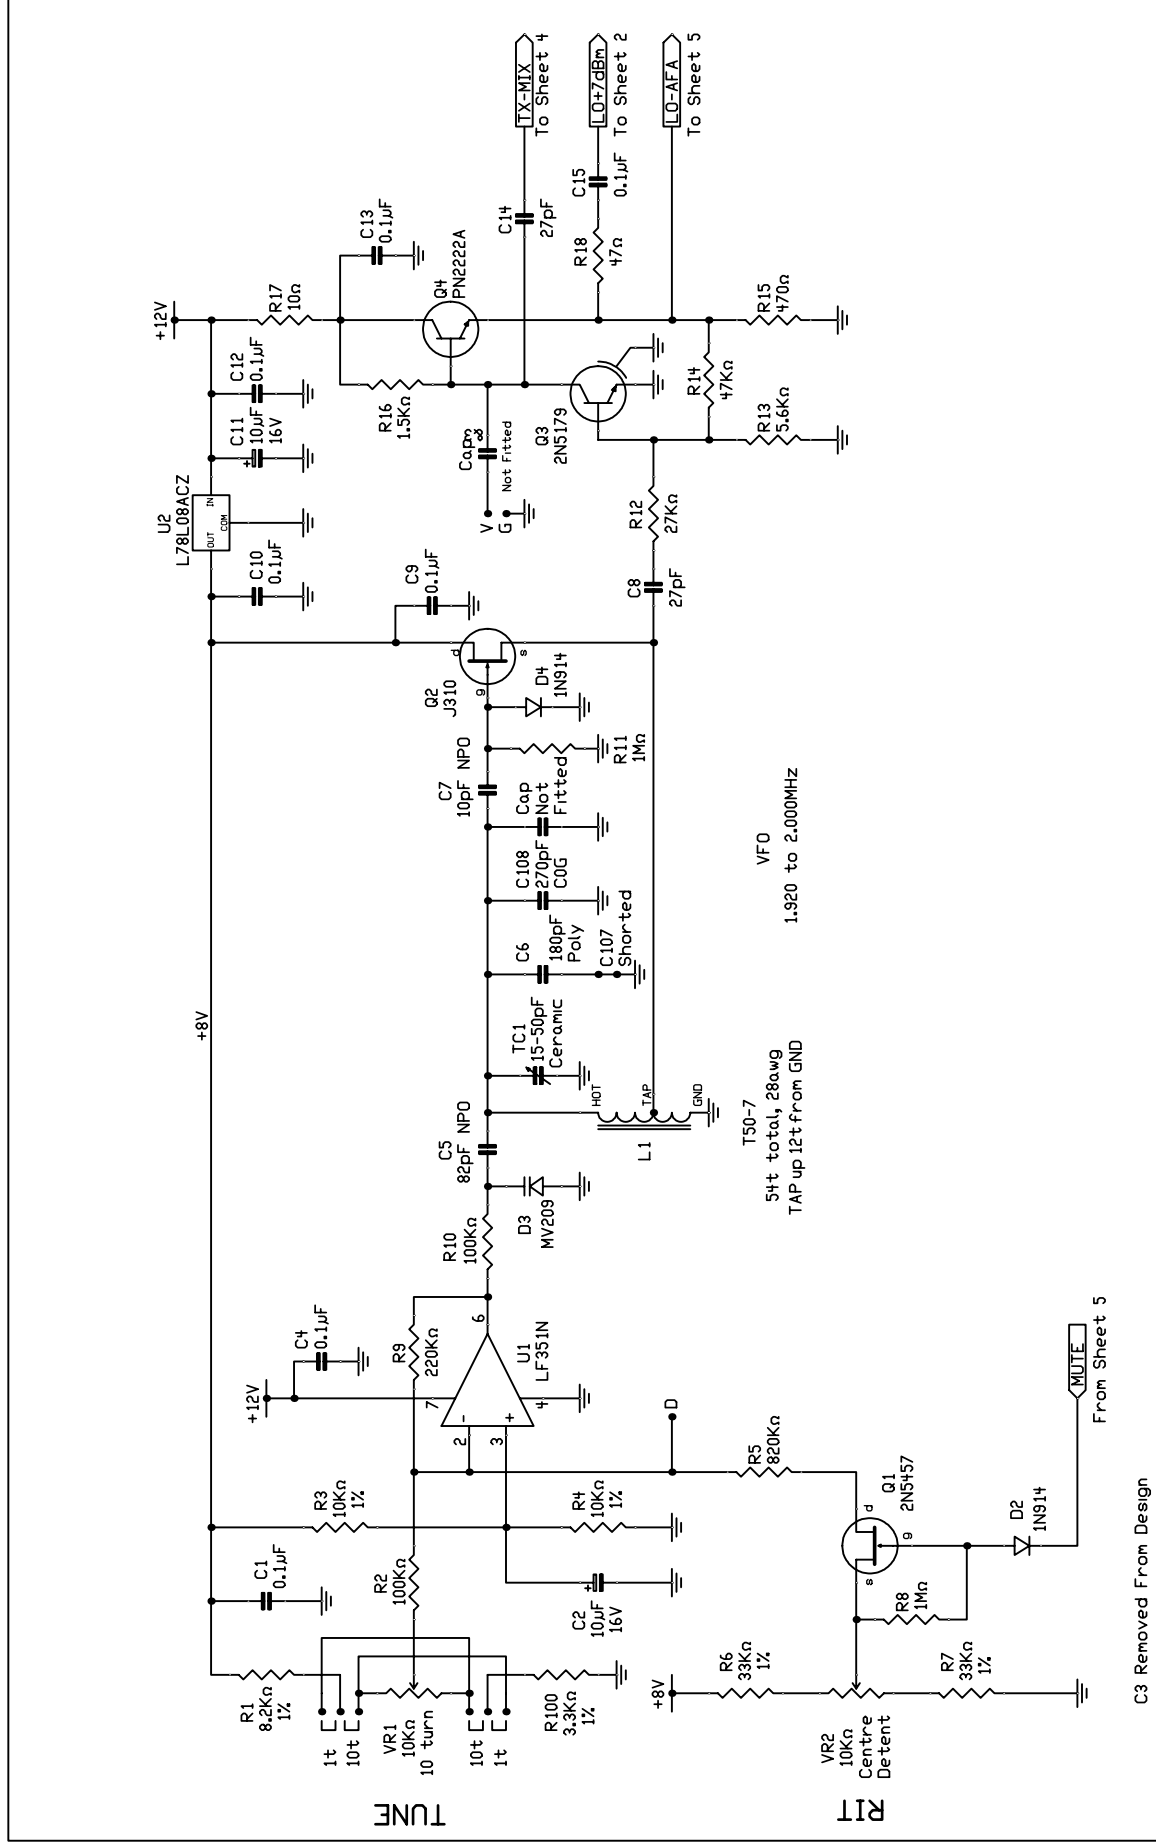 TUNE
RIT
1t
10t
10t
1t
R1
8.2KΩ
1%
VR1
10KΩ
10 turn
R100
3.3KΩ
1%
C1
0.1µF
R2
100KΩ
C2
10µF
16V
+
R3
10KΩ
1%
R4
10KΩ
1%
+12V
C4
0.1µF
R9
220KΩ
7
2
3
4
6
-
+
U1
LF351N
D
R5
820KΩ
Q1
2N5457
d
g
s
R8
1MΩ
D2
1N914
MUTE
From Sheet 5
+8V
R6
33KΩ
1%
R7
33KΩ
1%
VR2
10KΩ
Centre
Detent
C3 Removed From Design
R10
100KΩ
D3
MV209
C5
82pF NPO
HOT
TAP
GND
L1
T50-7
54t total, 28awg
TAP up 12t from GND
+8V
TC1
15-50pF
Ceramic
C6
180pF
Poly
C107
Shorted
C108
270pF
C0G
Cap
Not
Fitted
C7
10pF NPO
R11
1MΩ
D4
1N914
Q2
J310
d
g
s
C9
0.1µF
VFO
1.920 to 2.000MHz
C10
0.1µF
U2
L78L08ACZ
OUT
COM
IN
C11
10µF
16V
+
C12
0.1µF
+12V
R17
10Ω
C13
0.1µF
R16
1.5KΩ
Q4
PN2222A
Cap
Not Fitted
V
G
Q3
2N5179
C8
27pF
R12
27KΩ
R13
5.6KΩ
R14
47KΩ
R15
470Ω
C14
27pF
R18
47Ω
C15
0.1µF
TX-MIX
To Sheet 4
LO+7dBm
To Sheet 2
LO-AFA
To Sheet 5